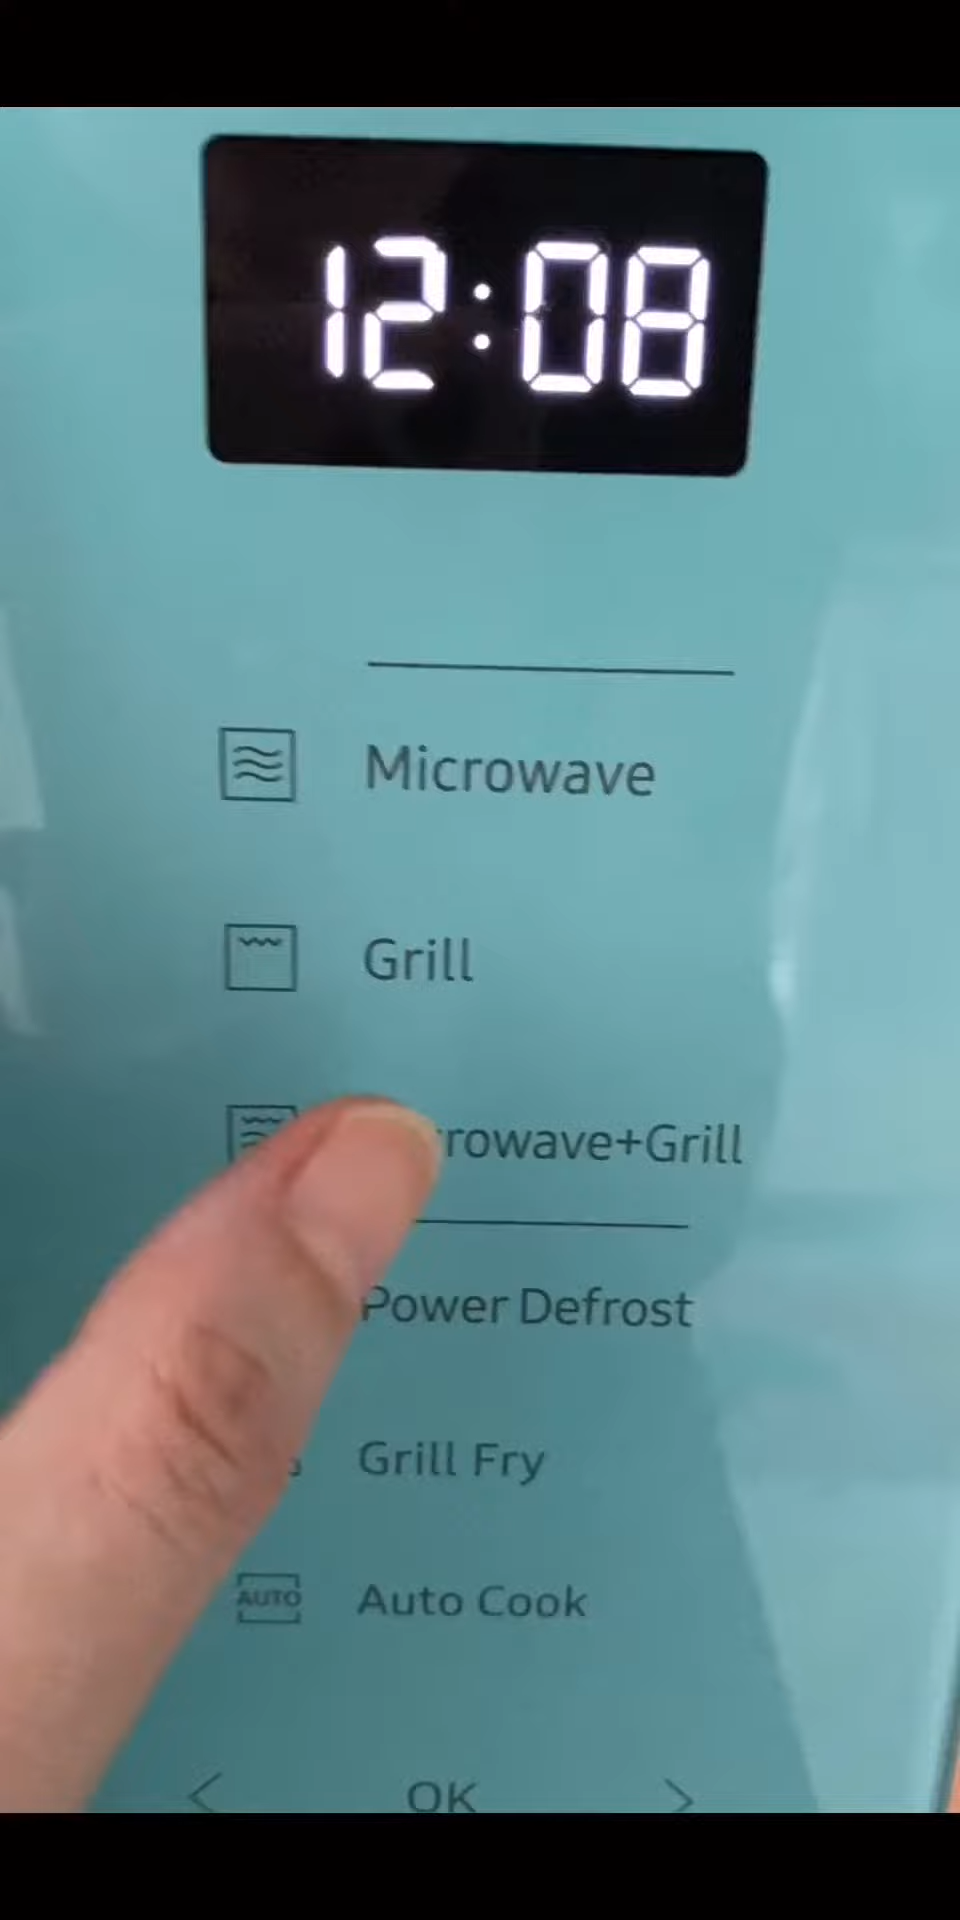 12:08
Microwave
Grill
rowave+Grill
Power Defrost
Grill Fry
AUTO Auto Cook
< OK >